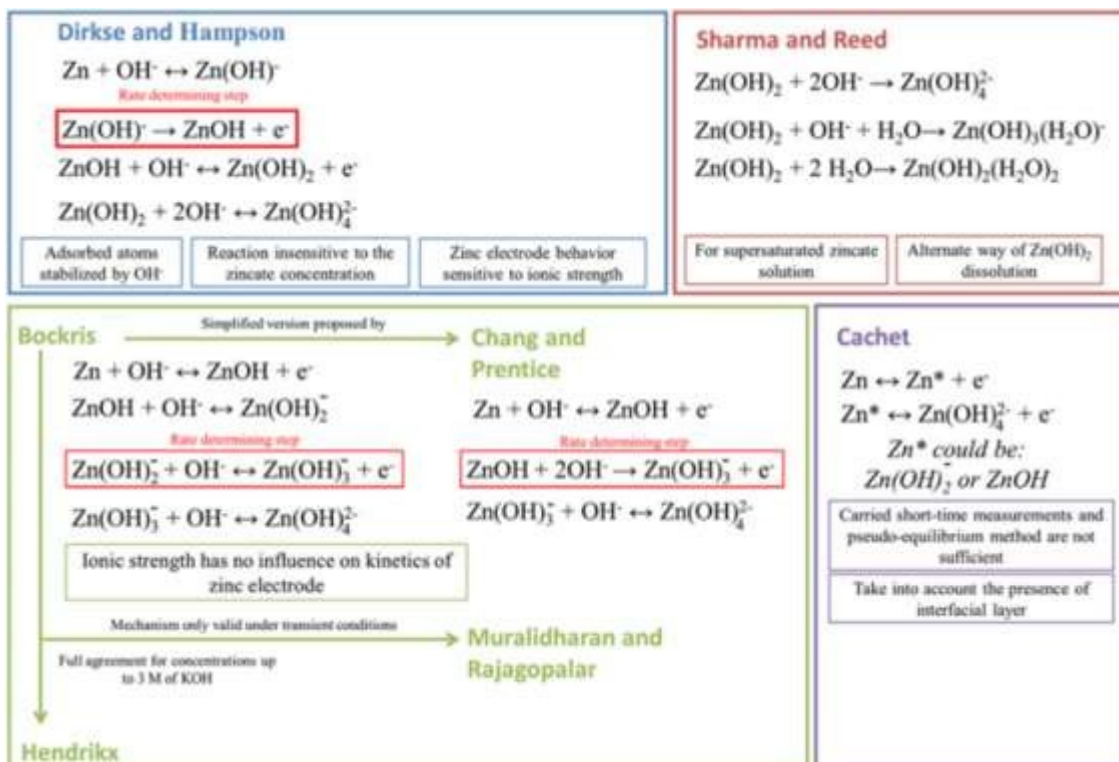 Dirkse and Hampson
Zn + OH⁻ ↔ Zn(OH)⁻
Rate determining step
Zn(OH)⁻ → ZnOH + e⁻
ZnOH + OH⁻ ↔ Zn(OH)₂ + e⁻
Zn(OH)₂ + 2OH⁻ ↔ Zn(OH)₄²⁻
Adsorbed atoms
stabilized by OH⁻
Reaction insensitive to the
zincate concentration
Zinc electrode behavior
sensitive to ionic strength
Sharma and Reed
Zn(OH)₂ + 2OH⁻ → Zn(OH)₄²⁻
Zn(OH)₂ + OH⁻ + H₂O→ Zn(OH)₃(H₂O)⁻
Zn(OH)₂ + 2 H₂O→ Zn(OH)₂(H₂O)₂
For supersaturated zincate
solution
Alternate way of Zn(OH)₂
dissolution
Bockris
Simplified version proposed by
Chang and
Prentice
Zn + OH⁻ ↔ ZnOH + e⁻
ZnOH + OH⁻ ↔ Zn(OH)₂⁻
Rate determining step
Zn(OH)₂⁻ + OH⁻ ↔ Zn(OH)₃⁻ + e⁻
Zn(OH)₃⁻ + OH⁻ ↔ Zn(OH)₄²⁻
Zn + OH⁻ ↔ ZnOH + e⁻
Rate determining step
ZnOH + 2OH⁻ → Zn(OH)₃⁻ + e⁻
Zn(OH)₃⁻ + OH⁻ ↔ Zn(OH)₄²⁻
Ionic strength has no influence on kinetics of
zinc electrode
Mechanism only valid under transient conditions
Muralidharan and
Rajagopalar
Full agreement for concentrations up
to 3 M of KOH
Hendrikx
Cachet
Zn ↔ Zn* + e⁻
Zn* ↔ Zn(OH)₄²⁻ + e⁻
Zn* could be:
Zn(OH)₂⁻ or ZnOH
Carried short-time measurements and
pseudo-equilibrium method are not
sufficient
Take into account the presence of
interfacial layer